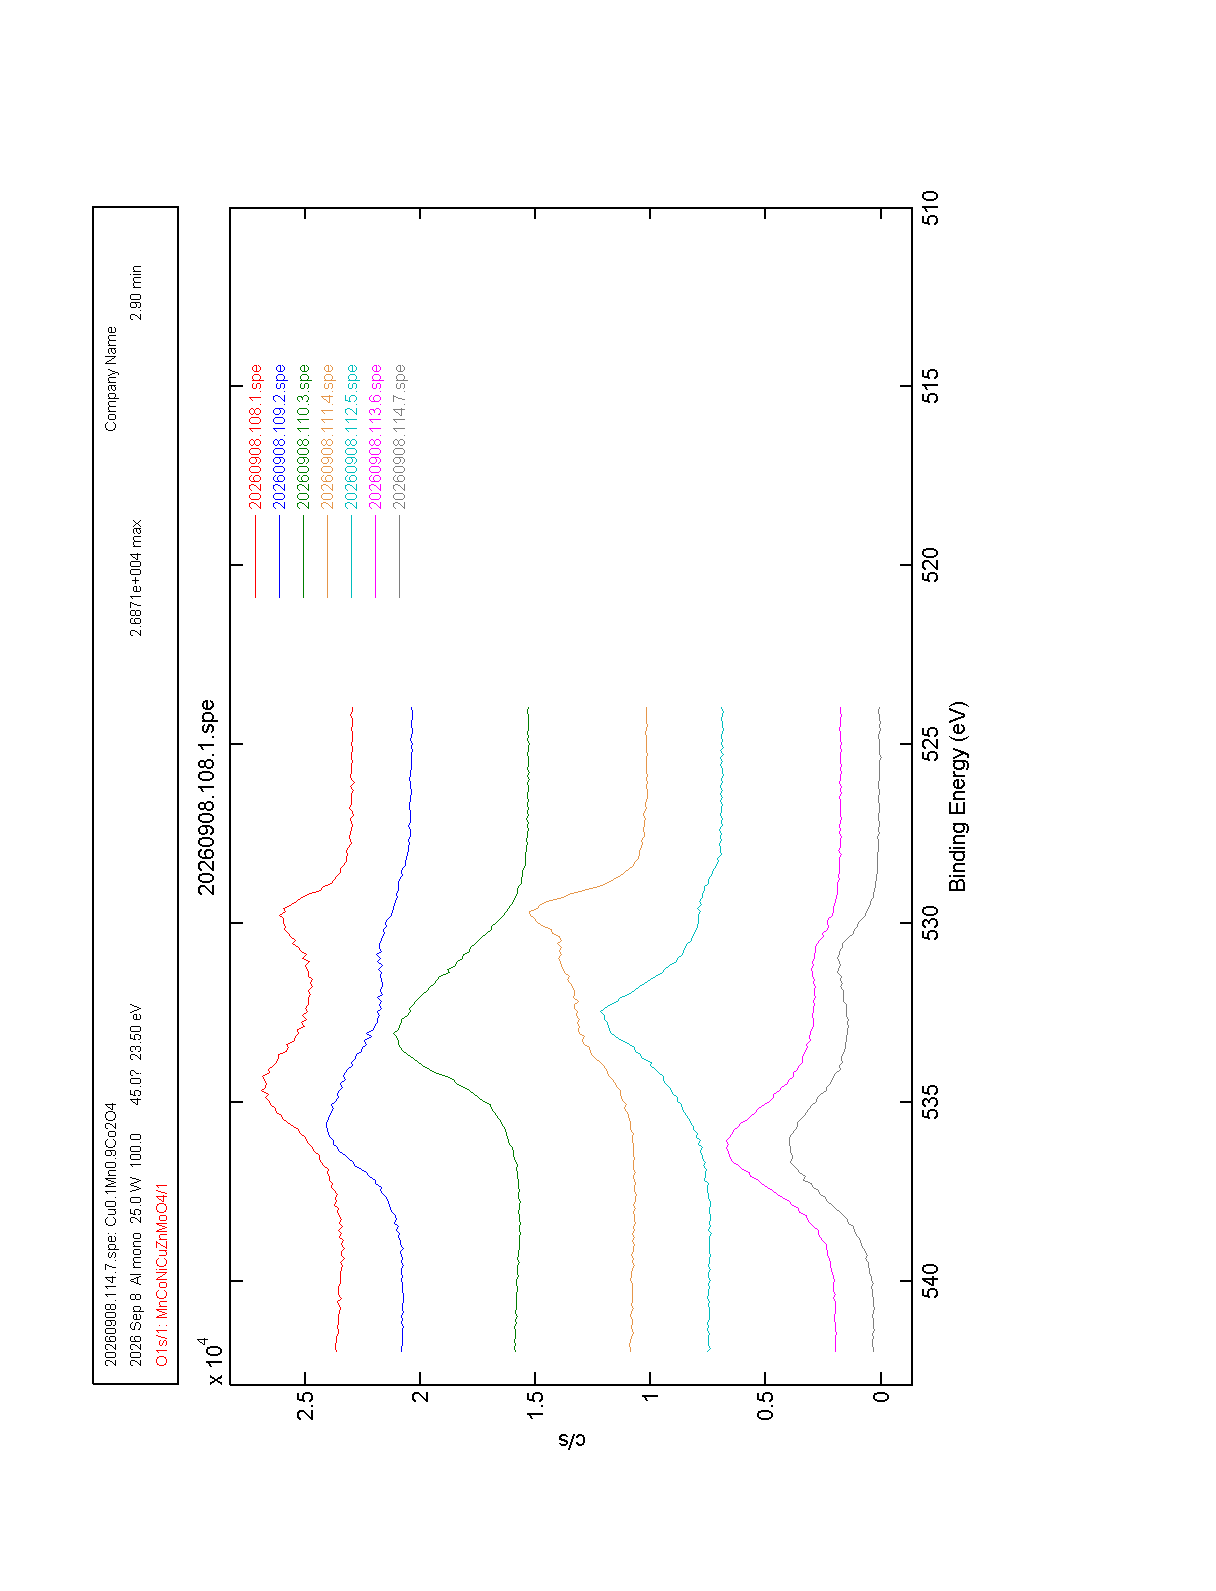 20260908.114.7.spe: Cu0.1Mn0.9Co2O4 Company Name
2026 Sep 8 Al mono 25.0 W 100.0 45.0? 23.50 eV 2.6871e+004 max 2.90 min
O1s/1: MnCoNiCuZnMoO4/1
x 10^4
20260908.108.1.spe
20260908.108.1.spe
20260908.109.2.spe
20260908.110.3.spe
20260908.111.4.spe
20260908.112.5.spe
20260908.113.6.spe
20260908.114.7.spe
2.5
2
1.5
1
0.5
0
c/s
540 535 530 525 520 515 510
Binding Energy (eV)